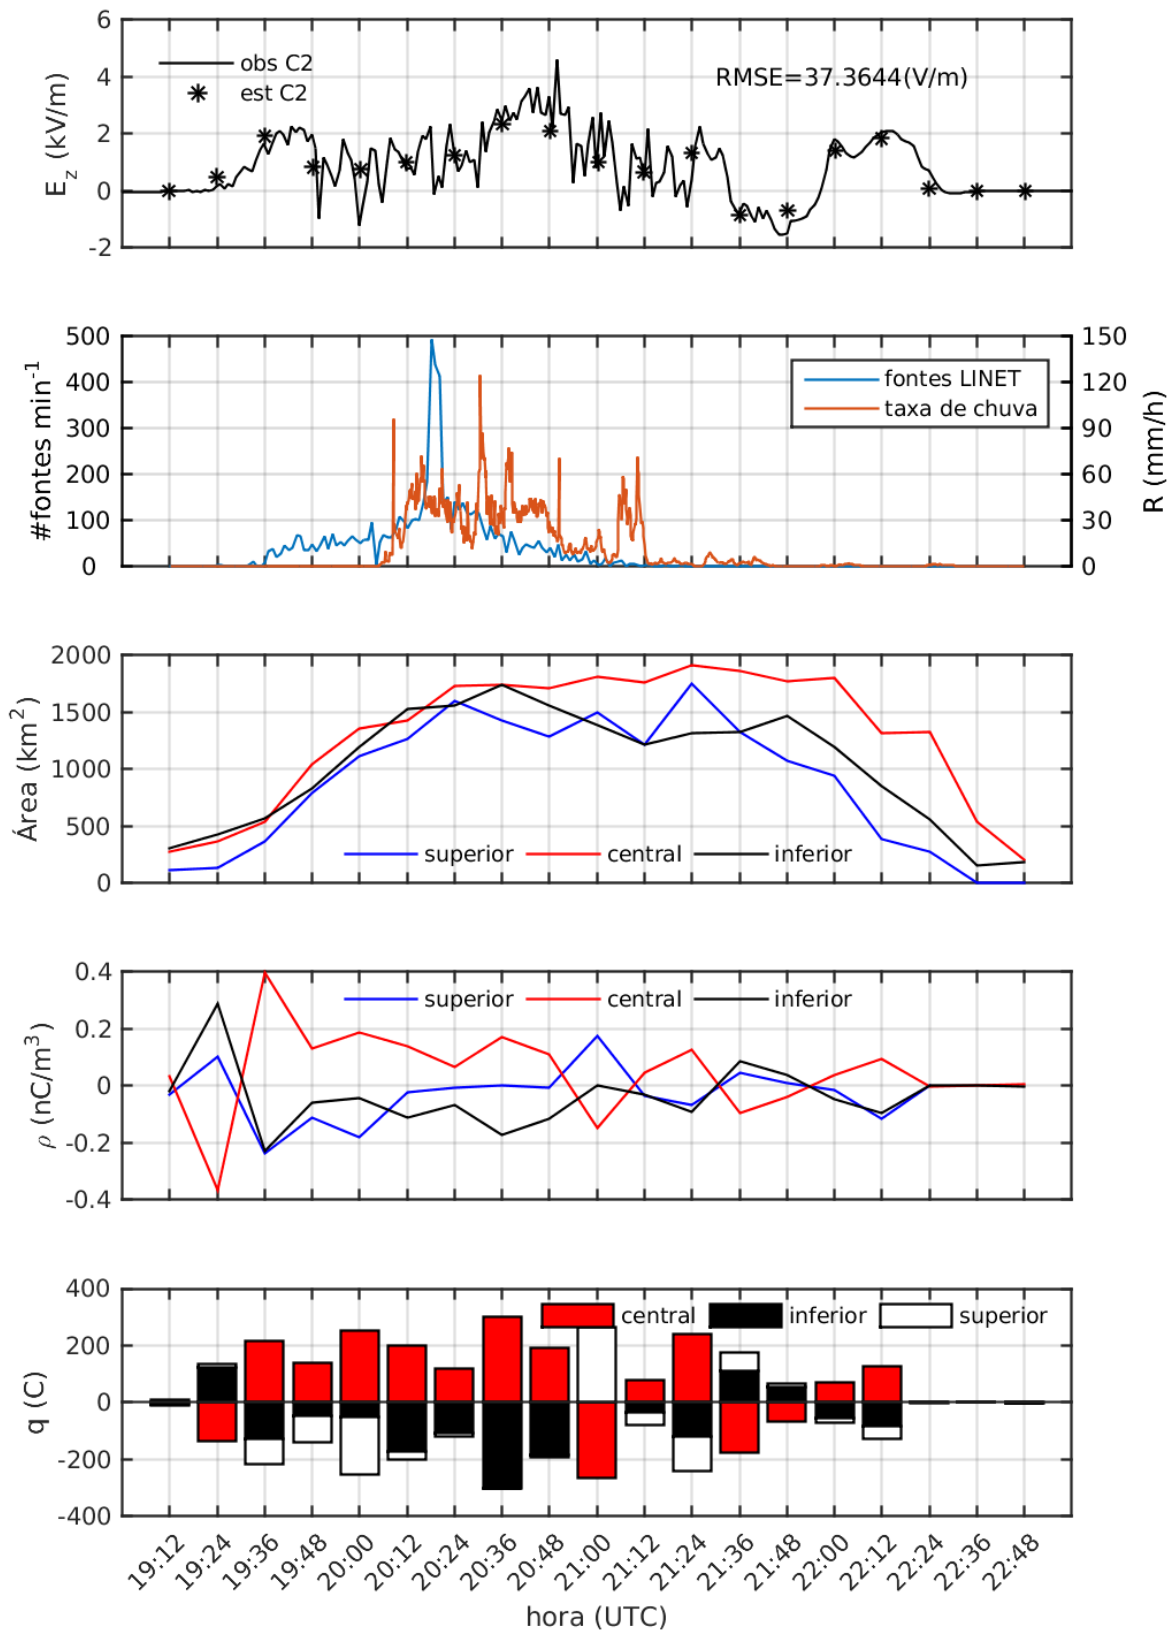 6
4
2
0
-2
E_z (kV/m)
obs C2
est C2
RMSE=37.3644(V/m)
500
400
300
200
100
0
#fontes min^-1
fontes LINET
taxa de chuva
150
120
90
60
30
0
R (mm/h)
2000
1500
1000
500
0
Área (km^2)
superior central inferior
0.4
0.2
0
-0.2
-0.4
ρ (nC/m^3)
superior central inferior
400
200
0
-200
-400
q (C)
central inferior superior
19:12 19:24 19:36 19:48 20:00 20:12 20:24 20:36 20:48 21:00 21:12 21:24 21:36 21:48 22:00 22:12 22:24 22:36 22:48
hora (UTC)